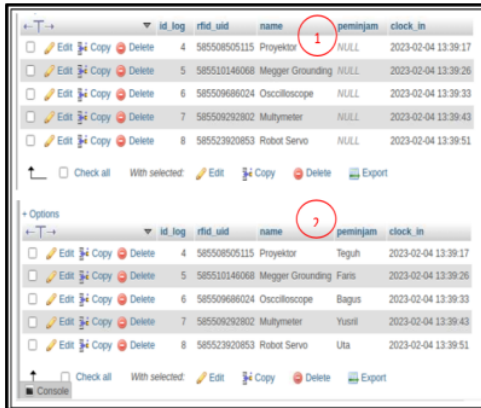 ←T→ id_log rfid_uid name 1 peminjam clock_in
Edit Copy Delete 4 585508505115 Proyektor NULL 2023-02-04 13:39:17
Edit Copy Delete 5 585510146068 Megger Grounding NULL 2023-02-04 13:39:26
Edit Copy Delete 6 585509686024 Osccilloscope NULL 2023-02-04 13:39:33
Edit Copy Delete 7 585509292802 Multymeter NULL 2023-02-04 13:39:43
Edit Copy Delete 8 585523920853 Robot Servo NULL 2023-02-04 13:39:51
Check all With selected: Edit Copy Delete Export
+ Options
←T→ id_log rfid_uid name 2 peminjam clock_in
Edit Copy Delete 4 585508505115 Proyektor Teguh 2023-02-04 13:39:17
Edit Copy Delete 5 585510146068 Megger Grounding Faris 2023-02-04 13:39:26
Edit Copy Delete 6 585509686024 Osccilloscope Bagus 2023-02-04 13:39:33
Edit Copy Delete 7 585509292802 Multymeter Yusril 2023-02-04 13:39:43
Edit Copy Delete 8 585523920853 Robot Servo Uta 2023-02-04 13:39:51
Check all With selected: Edit Copy Delete Export
Console